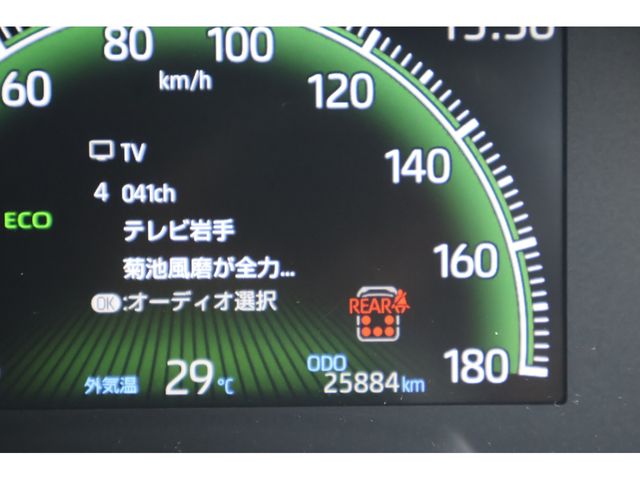 80 100
km/h
60 120
TV
4 041ch
140
ECO
テレビ岩手
菊池風磨が全力...
160
OK:オーディオ選択
REAR
外気温 29℃
ODO
25884km
180